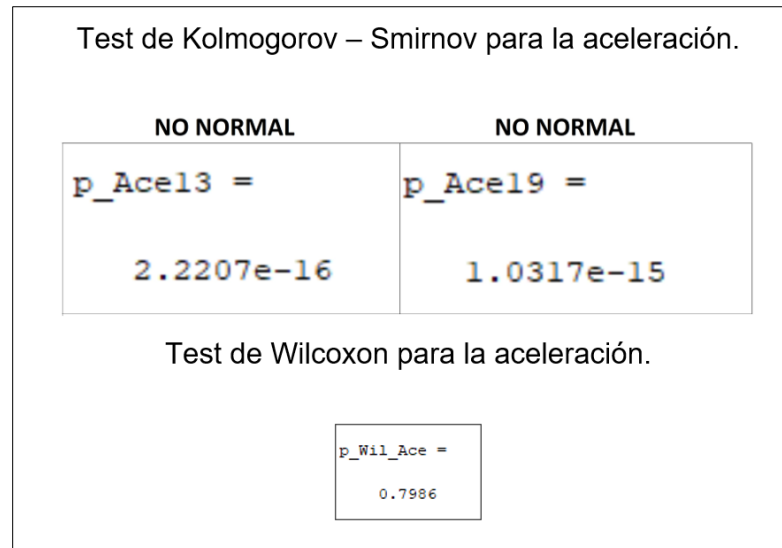 Test de Kolmogorov – Smirnov para la aceleración.
NO NORMAL NO NORMAL
p_Ace13 = p_Ace19 =
2.2207e-16 1.0317e-15
Test de Wilcoxon para la aceleración.
p_Wil_Ace =
0.7986